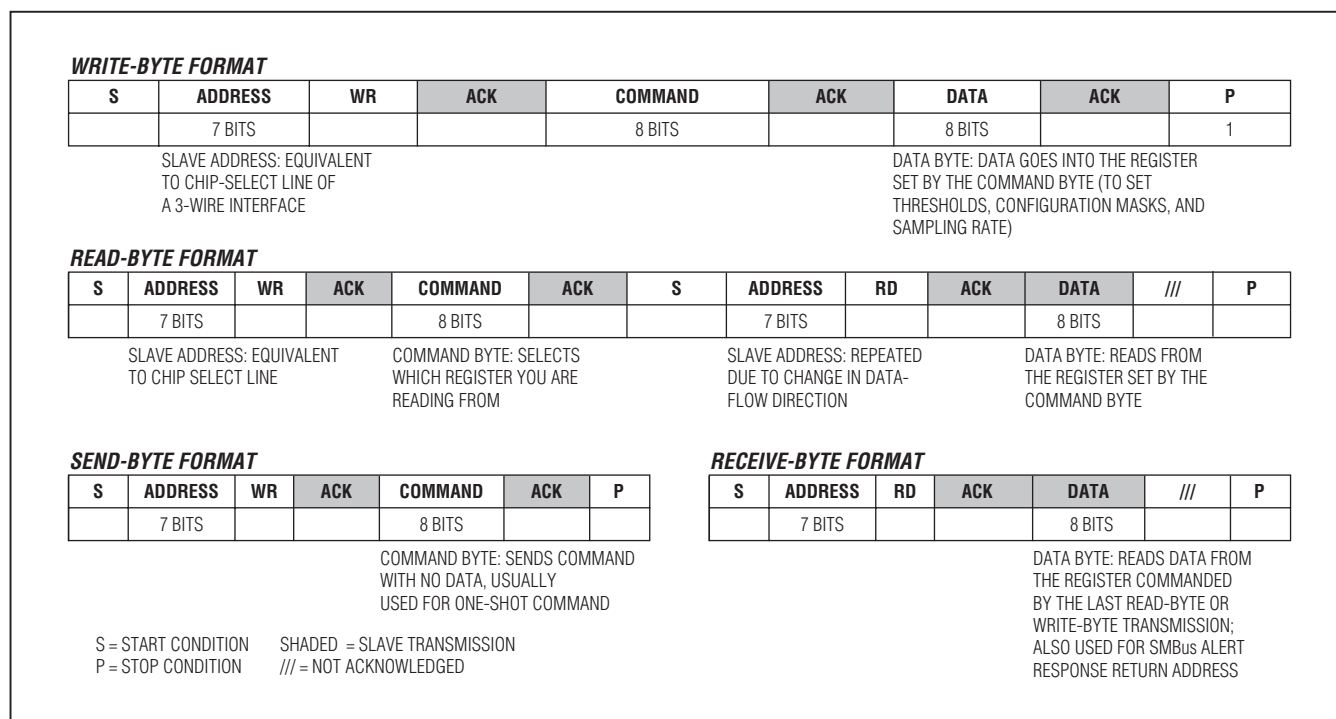 WRITE-BYTE FORMAT
S ADDRESS WR ACK COMMAND ACK DATA ACK P
7 BITS 8 BITS 8 BITS 1
SLAVE ADDRESS: EQUIVALENT
TO CHIP-SELECT LINE OF
A 3-WIRE INTERFACE
DATA BYTE: DATA GOES INTO THE REGISTER
SET BY THE COMMAND BYTE (TO SET
THRESHOLDS, CONFIGURATION MASKS, AND
SAMPLING RATE)
READ-BYTE FORMAT
S ADDRESS WR ACK COMMAND ACK S ADDRESS RD ACK DATA /// P
7 BITS 8 BITS 7 BITS 8 BITS
SLAVE ADDRESS: EQUIVALENT
TO CHIP SELECT LINE
COMMAND BYTE: SELECTS
WHICH REGISTER YOU ARE
READING FROM
SLAVE ADDRESS: REPEATED
DUE TO CHANGE IN DATA-
FLOW DIRECTION
DATA BYTE: READS FROM
THE REGISTER SET BY THE
COMMAND BYTE
SEND-BYTE FORMAT
S ADDRESS WR ACK COMMAND ACK P
7 BITS 8 BITS
COMMAND BYTE: SENDS COMMAND
WITH NO DATA, USUALLY
USED FOR ONE-SHOT COMMAND
RECEIVE-BYTE FORMAT
S ADDRESS RD ACK DATA /// P
7 BITS 8 BITS
DATA BYTE: READS DATA FROM
THE REGISTER COMMANDED
BY THE LAST READ-BYTE OR
WRITE-BYTE TRANSMISSION;
ALSO USED FOR SMBus ALERT
RESPONSE RETURN ADDRESS
S = START CONDITION SHADED = SLAVE TRANSMISSION
P = STOP CONDITION /// = NOT ACKNOWLEDGED